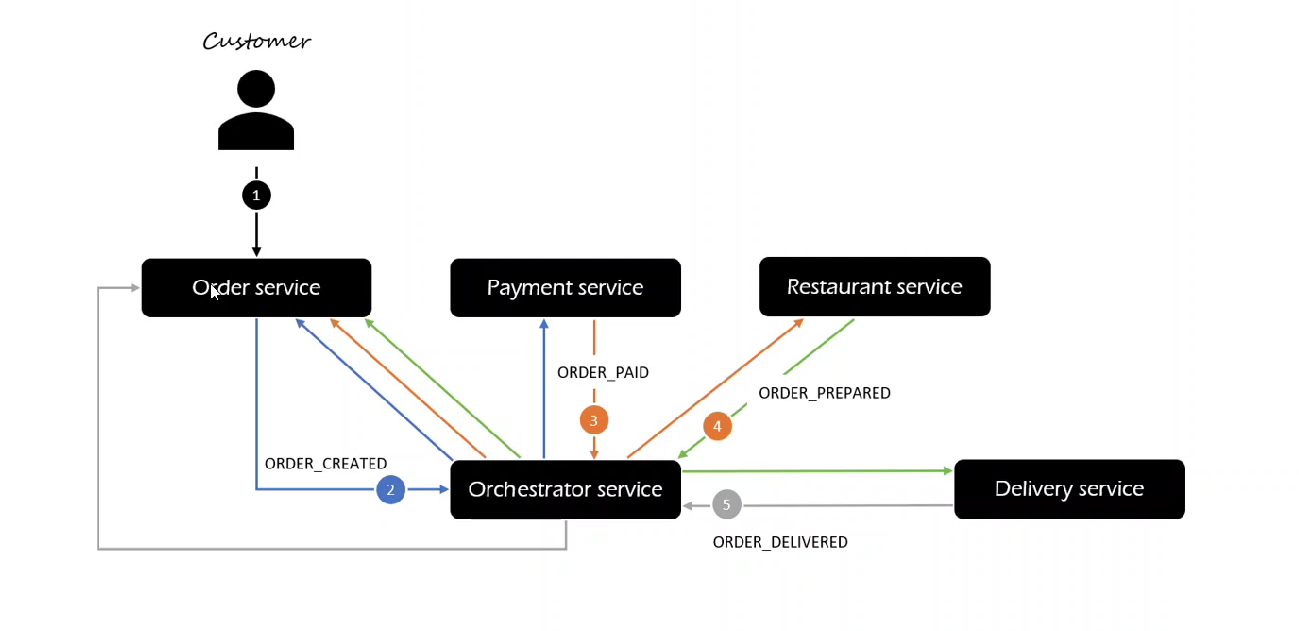 Customer
1
Order service
Payment service
Restaurant service
ORDER_PAID
ORDER_PREPARED
3
4
ORDER_CREATED
2
Orchestrator service
Delivery service
5
ORDER_DELIVERED